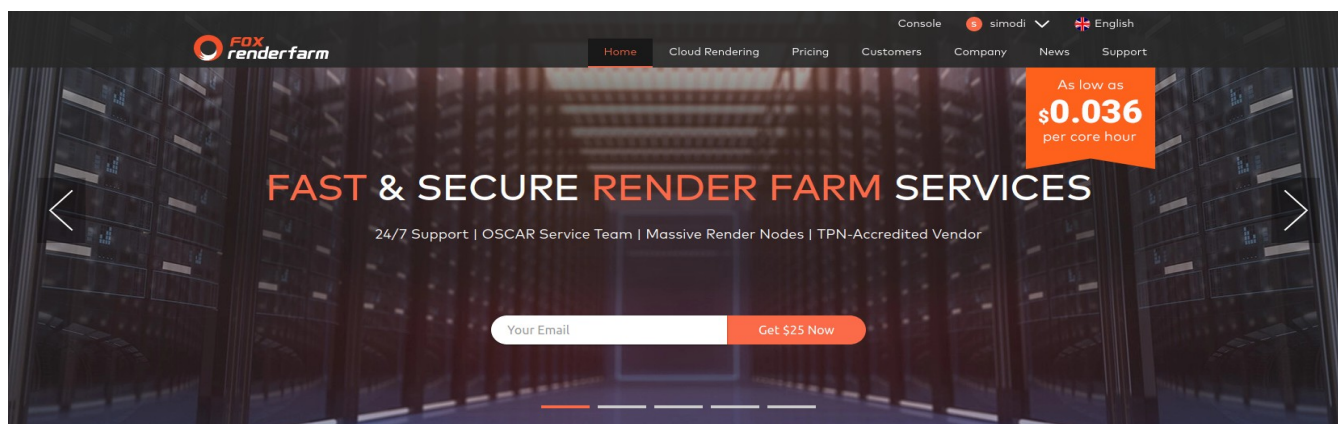 Console s simodi English
FOX
renderfarm
Home Cloud Rendering Pricing Customers Company News Support
As low as
$0.036
per core hour
FAST & SECURE RENDER FARM SERVICES
24/7 Support | OSCAR Service Team | Massive Render Nodes | TPN-Accredited Vendor
Your Email Get $25 Now